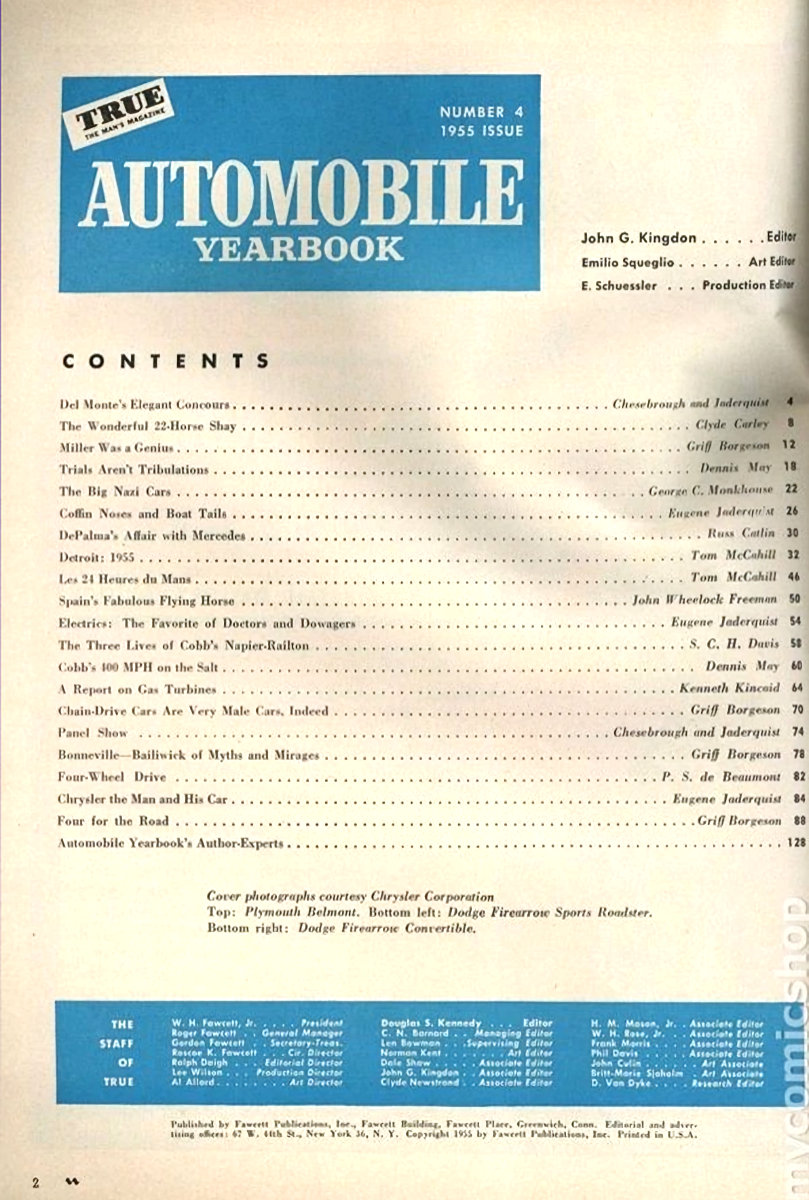 TRUE
THE MAN'S MAGAZINE
NUMBER 4
1955 ISSUE
AUTOMOBILE
YEARBOOK
John G. Kingdon . . . . . . Editor
Emilio Squeglio . . . . . . Art Editor
E. Schuessler . . . Production Editor
CONTENTS
Del Monte's Elegant Concours . . . Chesebrough and Jaderquist 4
The Wonderful 22-Horse Shay . . . Clyde Carley 8
Miller Was a Genius . . . Griff Borgeson 12
Trials Aren't Tribulations . . . Dennis May 18
The Big Nazi Cars . . . George C. Monkhouse 22
Coffin Noses and Boat Tails . . . Eugene Jaderquist 26
DePalma's Affair with Mercedes . . . Russ Catlin 30
Detroit: 1955 . . . Tom McCahill 32
Les 24 Heures du Mans . . . Tom McCahill 46
Spain's Fabulous Flying Horse . . . John Wheelock Freeman 50
Electrics: The Favorite of Doctors and Dowagers . . . Eugene Jaderquist 54
The Three Lives of Cobb's Napier-Railton . . . S. C. H. Davis 58
Cobb's 400 MPH on the Salt . . . Dennis May 60
A Report on Gas Turbines . . . Kenneth Kincaid 64
Chain-Drive Cars Are Very Male Cars, Indeed . . . Griff Borgeson 70
Panel Show . . . Chesebrough and Jaderquist 74
Bonneville—Bailiwick of Myths and Mirages . . . Griff Borgeson 78
Four-Wheel Drive . . . P. S. de Beaumont 82
Chrysler the Man and His Car . . . Eugene Jaderquist 84
Four for the Road . . . Griff Borgeson 88
Automobile Yearbook's Author-Experts . . . 128
Cover photographs courtesy Chrysler Corporation
Top: Plymouth Belmont. Bottom left: Dodge Firearrow Sports Roadster.
Bottom right: Dodge Firearrow Convertible.
THE
STAFF
OF
TRUE
W. H. Fawcett, Jr. . . . . President
Roger Fawcett . . General Manager
Gordon Fawcett . . Secretary-Treas.
Roscoe K. Fawcett . . Cir. Director
Ralph Daigh . . Editorial Director
Lee Wilson . . . Production Director
Al Allard . . . Art Director
Douglas S. Kennedy . . . Editor
C. N. Barnard . . Managing Editor
Len Bowman . . . Supervising Editor
Norman Kent . . . Art Editor
Dale Shaw . . . Associate Editor
John G. Kingdon . . Associate Editor
Clyde Newstrand . . Associate Editor
H. M. Mason, Jr. . . Associate Editor
W. H. Rose, Jr. . . Associate Editor
Frank Morris . . . Associate Editor
Phil Davis . . . Associate Editor
John Culin . . . Art Associate
Britt-Marie Sjoholm . . Art Associate
D. Van Dyke . . . Research Editor
Published by Fawcett Publications, Inc., Fawcett Building, Fawcett Place, Greenwich, Conn. Editorial and adver-
tising offices: 67 W. 44th St., New York 36, N. Y. Copyright 1955 by Fawcett Publications, Inc. Printed in U.S.A.
2
mycomicshop